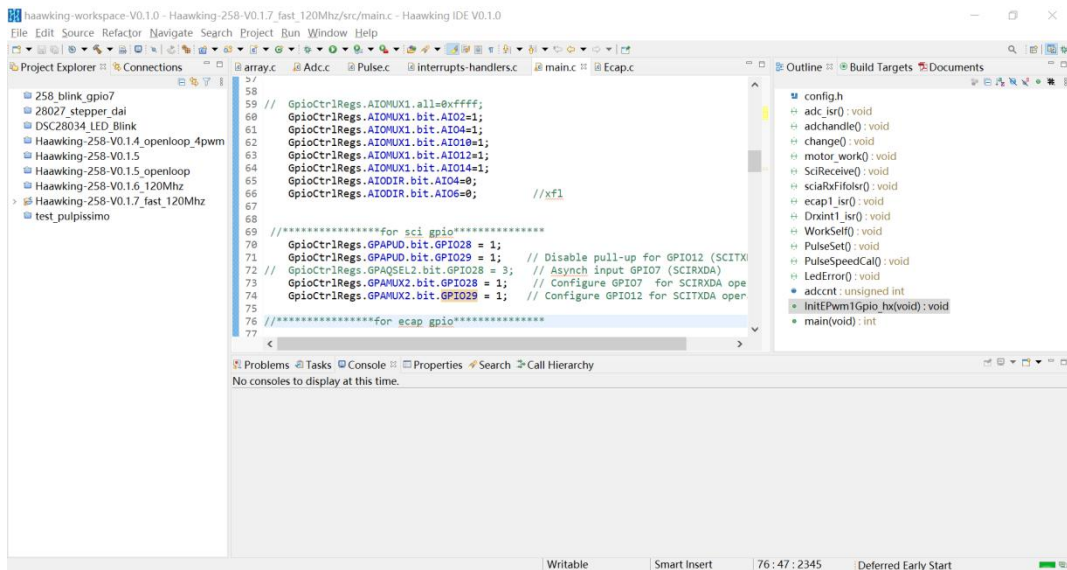 haawking-workspace-V0.1.0 - Haawking-258-V0.1.7_fast_120Mhz/src/main.c - Haawking IDE V0.1.0
File Edit Source Refactor Navigate Search Project Run Window Help
Project Explorer Connections
258_blink_gpio7
28027_stepper_dai
DSC28034_LED_Blink
Haawking-258-V0.1.4_openloop_4pwm
Haawking-258-V0.1.5
Haawking-258-V0.1.5_openloop
Haawking-258-V0.1.6_120Mhz
Haawking-258-V0.1.7_fast_120Mhz
test_pulpissimo
array.c Adc.c Pulse.c interrupts-handlers.c main.c Ecap.c
57
58
59 // GpioCtrlRegs.AIOMUX1.all=0xffff;
60 GpioCtrlRegs.AIOMUX1.bit.AIO2=1;
61 GpioCtrlRegs.AIOMUX1.bit.AIO4=1;
62 GpioCtrlRegs.AIOMUX1.bit.AIO10=1;
63 GpioCtrlRegs.AIOMUX1.bit.AIO12=1;
64 GpioCtrlRegs.AIOMUX1.bit.AIO14=1;
65 GpioCtrlRegs.AIODIR.bit.AIO4=0;
66 GpioCtrlRegs.AIODIR.bit.AIO6=0; //xfl
67
68
69 //****************for sci gpio***************
70 GpioCtrlRegs.GPAPUD.bit.GPIO28 = 1;
71 GpioCtrlRegs.GPAPUD.bit.GPIO29 = 1; // Disable pull-up for GPIO12 (SCITX
72 // GpioCtrlRegs.GPAQSEL2.bit.GPIO28 = 3; // Asynch input GPIO7 (SCIRXDA)
73 GpioCtrlRegs.GPAMUX2.bit.GPIO28 = 1; // Configure GPIO7 for SCIRXDA ope
74 GpioCtrlRegs.GPAMUX2.bit.GPIO29 = 1; // Configure GPIO12 for SCITXDA oper
75
76 //****************for ecap gpio***************
77
Outline Build Targets Documents
config.h
adc_isr() : void
adchandle() : void
change() : void
motor_work() : void
SciReceive() : void
sciaRxFifoIsr() : void
ecap1_isr() : void
Drxint1_isr() : void
WorkSelf() : void
PulseSet() : void
PulseSpeedCal() : void
LedError() : void
adccnt : unsigned int
InitEPwm1Gpio_hx(void) : void
main(void) : int
Problems Tasks Console Properties Search Call Hierarchy
No consoles to display at this time.
Writable Smart Insert 76 : 47 : 2345 Deferred Early Start